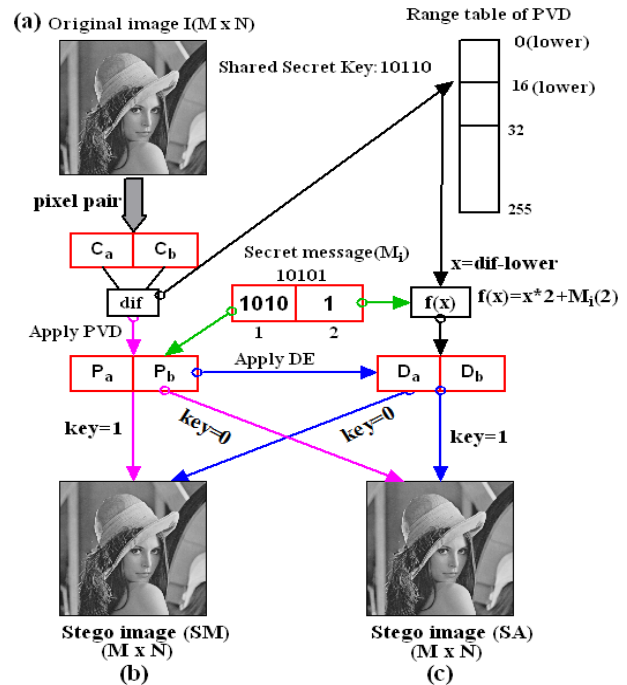 (a) Original image I(M x N)
Range table of PVD
0(lower)
Shared Secret Key:10110
16(lower)
32
255
pixel pair
Ca Cb
Secret message(Mi)
10101
x=dif-lower
dif
1010 1
f(x)
f(x)=x*2+Mi(2)
1 2
Apply PVD
Pa Pb
Apply DE
Da Db
key=1
key=0
key=0
key=1
Stego image (SM)
(M x N)
(b)
Stego image (SA)
(M x N)
(c)